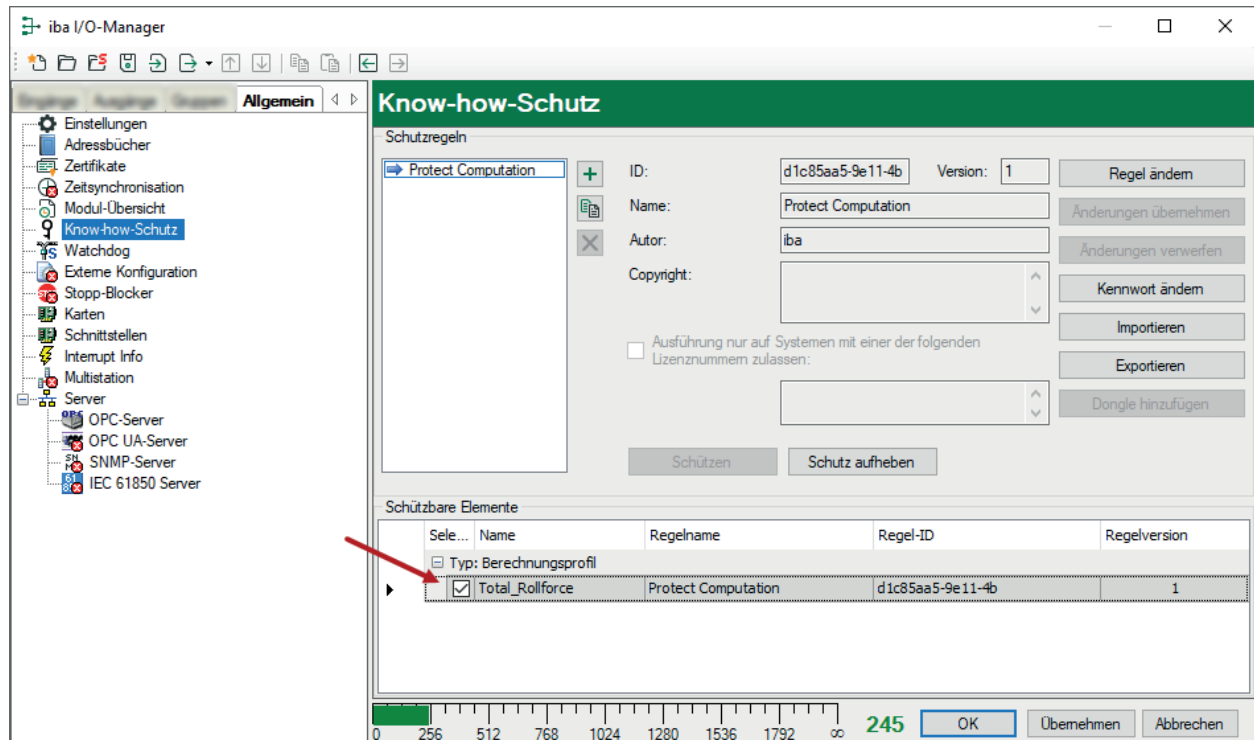 iba I/O-Manager
Allgemein
Know-how-Schutz
Einstellungen
Adressbücher
Zertifikate
Zeitsynchronisation
Modul-Übersicht
Know-how-Schutz
Watchdog
Externe Konfiguration
Stopp-Blocker
Karten
Schnittstellen
Interrupt Info
Multistation
Server
OPC-Server
OPC UA-Server
SNMP-Server
IEC 61850 Server
Schutzregeln
Protect Computation
ID: d1c85aa5-9e11-4b Version: 1 Regel ändern
Name: Protect Computation Änderungen übernehmen
Autor: iba Änderungen verwerfen
Copyright: Kennwort ändern
Importieren
Ausführung nur auf Systemen mit einer der folgenden
Lizenznummern zulassen:
Exportieren
Dongle hinzufügen
Schützen Schutz aufheben
Schützbare Elemente
Sele... Name Regelname Regel-ID Regelversion
Typ: Berechnungsprofil
Total_Rollforce Protect Computation d1c85aa5-9e11-4b 1
0 256 512 768 1024 1280 1536 1792 ∞ 245 OK Übernehmen Abbrechen